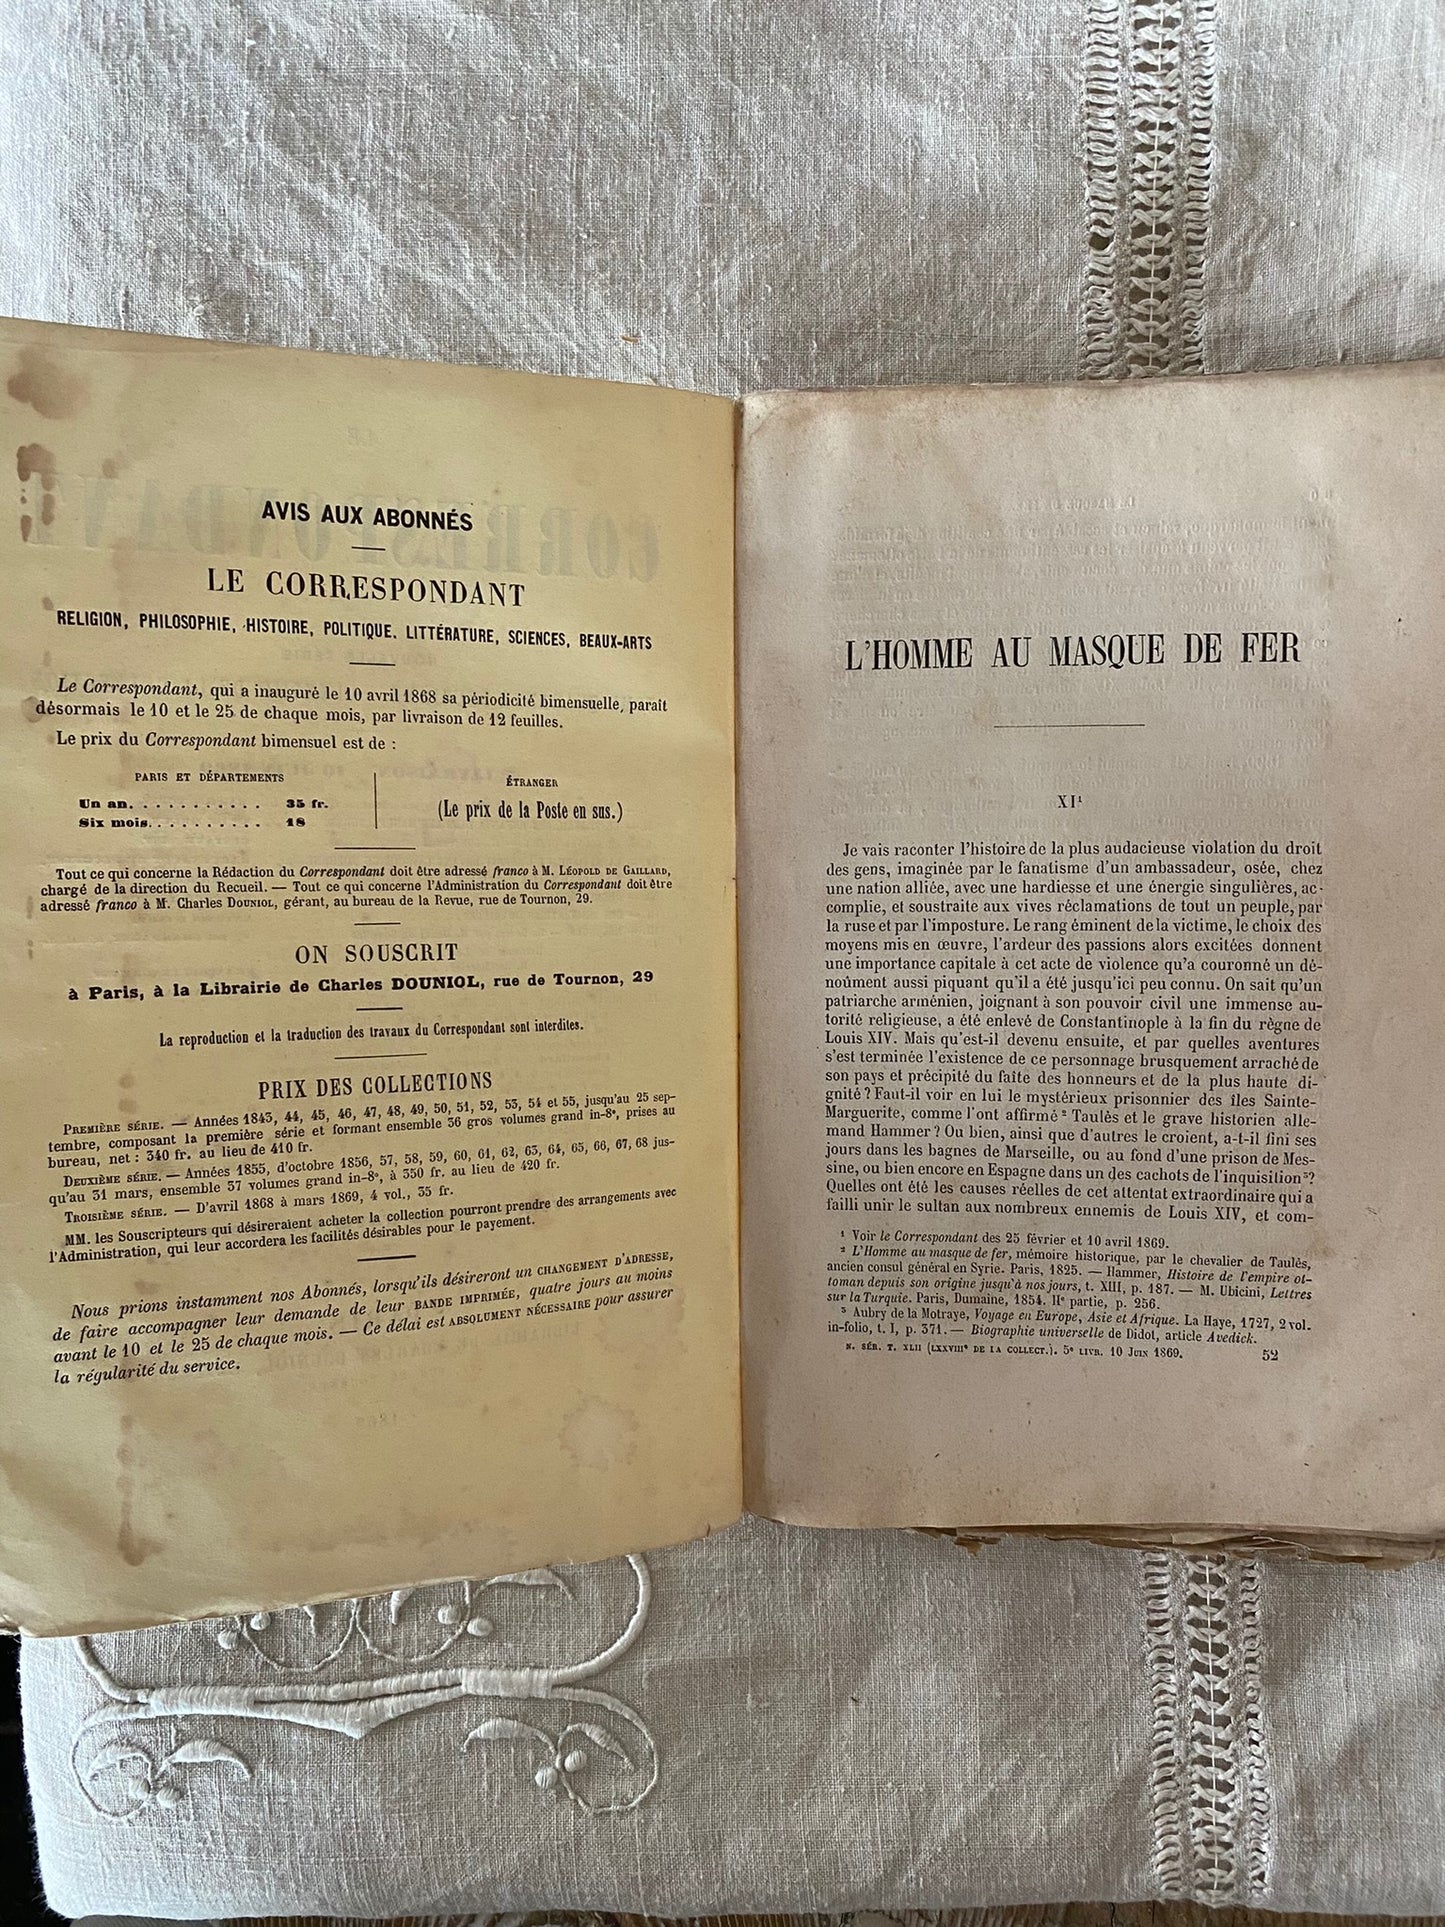 AVIS AUX ABONNÉS
LE CORRESPONDANT
RELIGION, PHILOSOPHIE, HISTOIRE, POLITIQUE. LITTÉRATURE, SCIENCES, BEAUX-ARTS
Le Correspondant, qui a inauguré le 10 avril 1868 sa périodicité bimensuelle, paraît
désormais le 10 et le 25 de chaque mois, par livraison de 12 feuilles.
Le prix du Correspondant bimensuel est de :
PARIS ET DÉPARTEMENTS
Un an. . . . . . . . . . . 35 fr.
Six mois. . . . . . . . . . 18
ÉTRANGER
(Le prix de la Poste en sus.)
Tout ce qui concerne la Rédaction du Correspondant doit être adressé franco à M. LÉOPOLD DE GAILLARD,
chargé de la direction du Recueil. — Tout ce qui concerne l'Administration du Correspondant doit être
adressé franco à M. Charles DOUNIOL, gérant, au bureau de la Revue, rue de Tournon, 29.
ON SOUSCRIT
à Paris, à la Librairie de Charles DOUNIOL, rue de Tournon, 29
La reproduction et la traduction des travaux du Correspondant sont interdites.
PRIX DES COLLECTIONS
PREMIÈRE SÉRIE. — Années 1843, 44, 45, 46, 47, 48, 49, 50, 51, 52, 53, 54 et 55, jusqu'au 25 sep-
tembre, composant la première série et formant ensemble 36 gros volumes grand in-8°, prises au
bureau, net : 340 fr. au lieu de 410 fr.
DEUXIÈME SÉRIE. — Années 1855, d'octobre 1856, 57, 58, 59, 60, 61, 62, 63, 64, 65, 66, 67, 68 jus-
qu'au 31 mars, ensemble 37 volumes grand in-8°, à 350 fr. au lieu de 420 fr.
TROISIÈME SÉRIE. — D'avril 1868 à mars 1869, 4 vol., 35 fr.
MM. les Souscripteurs qui désireraient acheter la collection pourront prendre des arrangements avec
l'Administration, qui leur accordera les facilités désirables pour le payement.
Nous prions instamment nos Abonnés, lorsqu'ils désireront un CHANGEMENT D'ADRESSE,
de faire accompagner leur demande de leur BANDE IMPRIMÉE, quatre jours au moins
avant le 10 et le 25 de chaque mois. — Ce délai est ABSOLUMENT NÉCESSAIRE pour assurer
la régularité du service.
L'HOMME AU MASQUE DE FER
XI¹
Je vais raconter l'histoire de la plus audacieuse violation du droit
des gens, imaginée par le fanatisme d'un ambassadeur, osée, chez
une nation alliée, avec une hardiesse et une énergie singulières, ac-
complie, et soustraite aux vives réclamations de tout un peuple, par
la ruse et par l'imposture. Le rang éminent de la victime, le choix des
moyens mis en œuvre, l'ardeur des passions alors excitées donnent
une importance capitale à cet acte de violence qu'a couronné un dé-
noûment aussi piquant qu'il a été jusqu'ici peu connu. On sait qu'un
patriarche arménien, joignant à son pouvoir civil une immense au-
torité religieuse, a été enlevé de Constantinople à la fin du règne de
Louis XIV. Mais qu'est-il devenu ensuite, et par quelles aventures
s'est terminée l'existence de ce personnage brusquement arraché de
son pays et précipité du faîte des honneurs et de la plus haute di-
gnité ? Faut-il voir en lui le mystérieux prisonnier des îles Sainte-
Marguerite, comme l'ont affirmé² Taulès et le grave historien alle-
mand Hammer ? Ou bien, ainsi que d'autres le croient, a-t-il fini ses
jours dans les bagnes de Marseille, ou au fond d'une prison de Mes-
sine, ou bien encore en Espagne dans un des cachots de l'inquisition³?
Quelles ont été les causes réelles de cet attentat extraordinaire qui a
failli unir le sultan aux nombreux ennemis de Louis XIV, et com-
¹ Voir le Correspondant des 25 février et 10 avril 1869.
² L'Homme au masque de fer, mémoire historique, par le chevalier de Taulès,
ancien consul général en Syrie. Paris, 1825. — Hammer, Histoire de l'empire ot-
toman depuis son origine jusqu'à nos jours, t. XIII, p. 187. — M. Ubicini, Lettres
sur la Turquie. Paris, Dumaine, 1854. IIᵉ partie, p. 256.
³ Aubry de la Motraye, Voyage en Europe, Asie et Afrique. La Haye, 1727, 2 vol.
in-folio, t. I, p. 371. — Biographie universelle de Didot, article Avedick.
N. SÉR. T. XLII (LXXVIIIᵉ DE LA COLLECT.). 5ᵉ LIVR. 10 JUIN 1869. 52